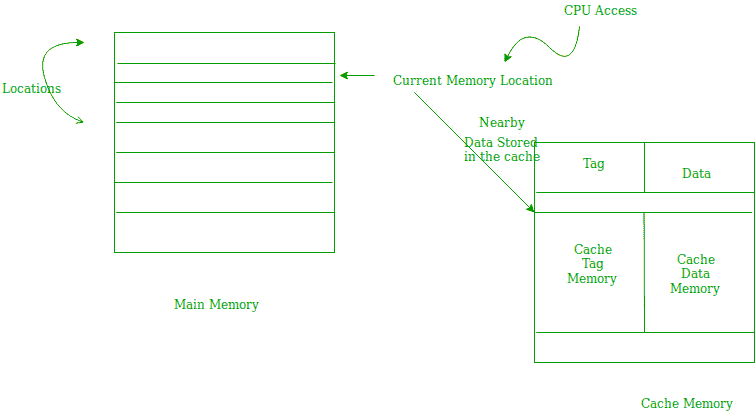 CPU Access
Locations
Current Memory Location
Nearby
Data Stored
in the cache
Tag
Data
Cache
Tag
Memory
Cache
Data
Memory
Main Memory
Cache Memory